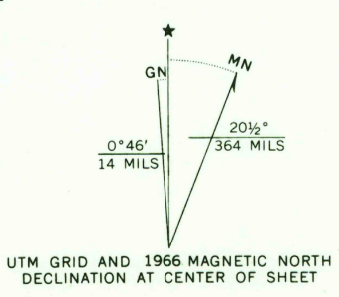 ★
GN
MN
0°46′
14 MILS
20½°
364 MILS
UTM GRID AND 1966 MAGNETIC NORTH
DECLINATION AT CENTER OF SHEET